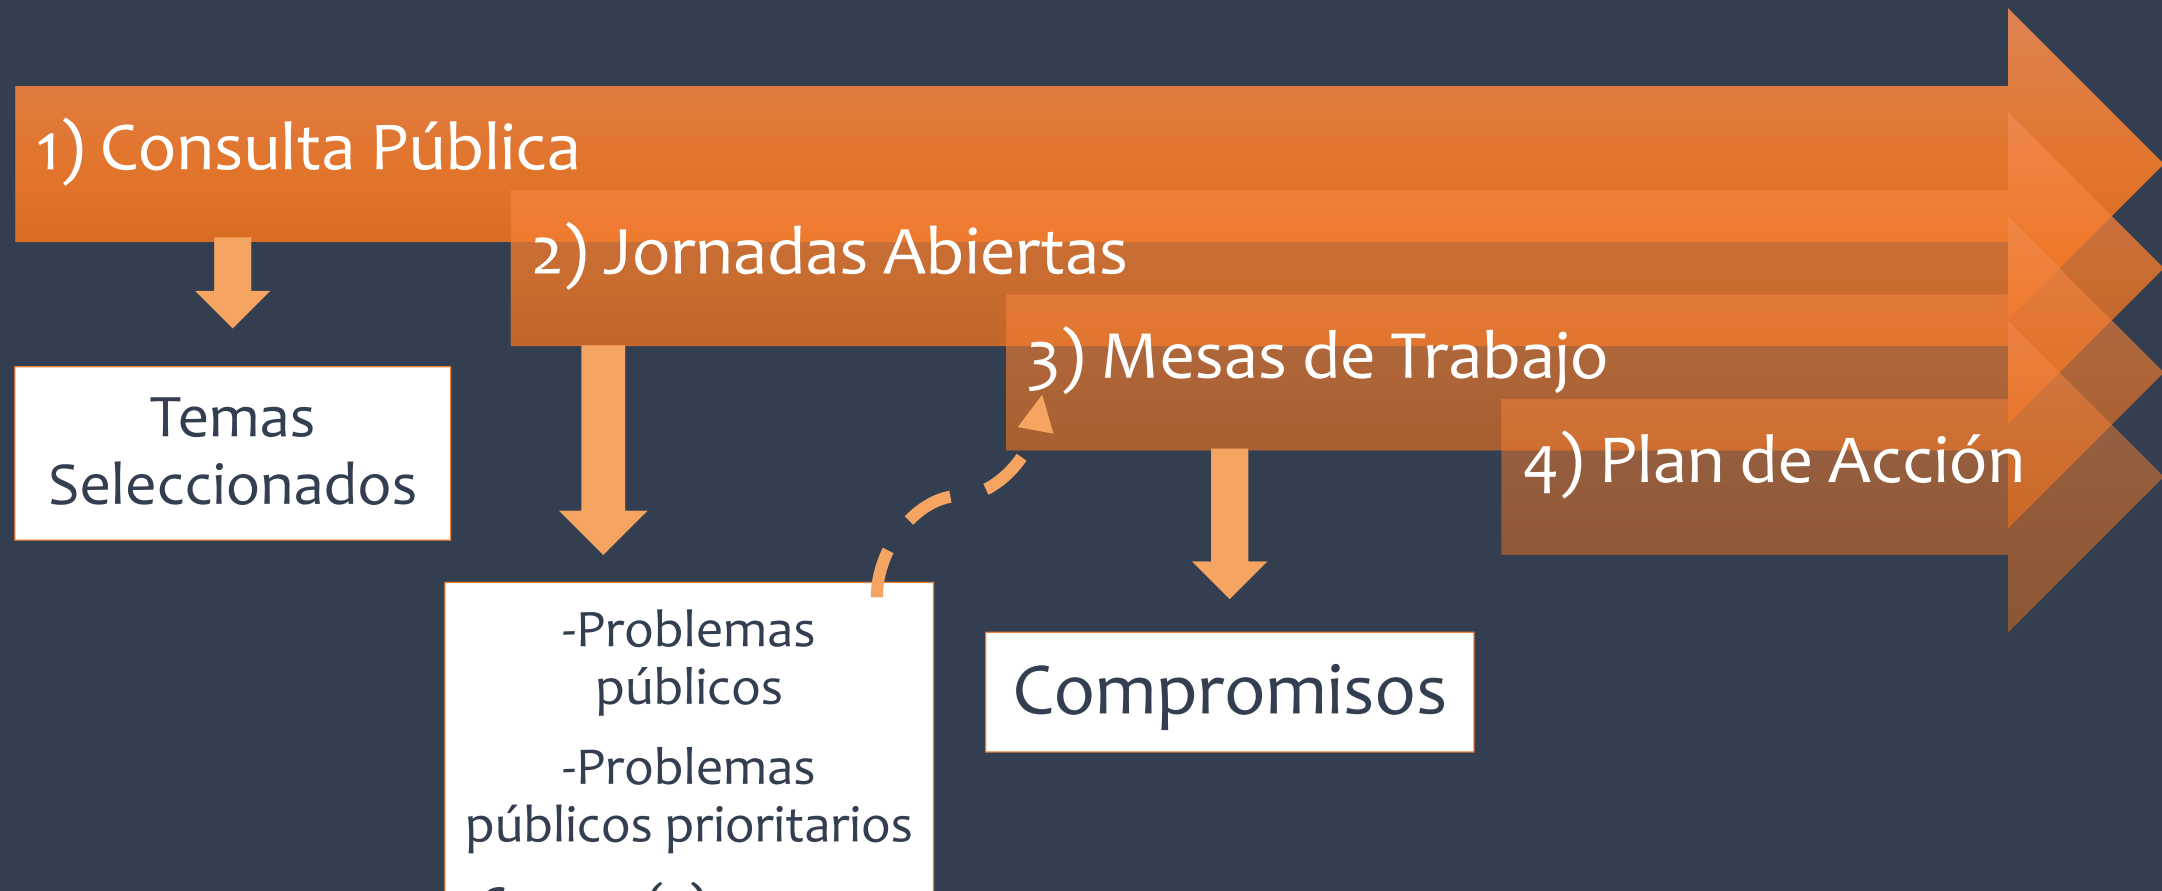 1) Consulta Pública
2) Jornadas Abiertas
3) Mesas de Trabajo
4) Plan de Acción
Temas
Seleccionados
-Problemas
públicos
-Problemas
públicos prioritarios
Compromisos